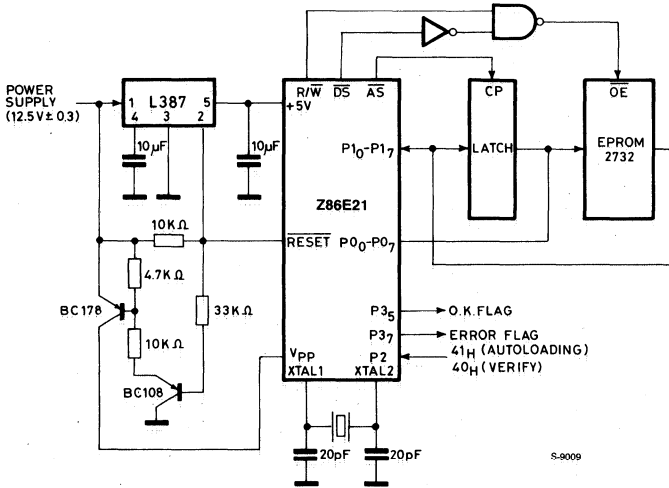 R/W DS AS
+5V
POWER
SUPPLY
(12.5V± 0.3)
1 L387 5
4 3 2
10μF
10μF
CP
LATCH
OE
EPROM
2732
P1₀-P1₇
Z86E21
10KΩ
RESET
P0₀-P0₇
4.7KΩ
BC178
33KΩ
P3₅
O.K.FLAG
10KΩ
P3₇
ERROR FLAG
VPP
P2
41H (AUTOLOADING)
40H (VERIFY)
XTAL1 XTAL2
BC108
20pF
20pF
S-9009